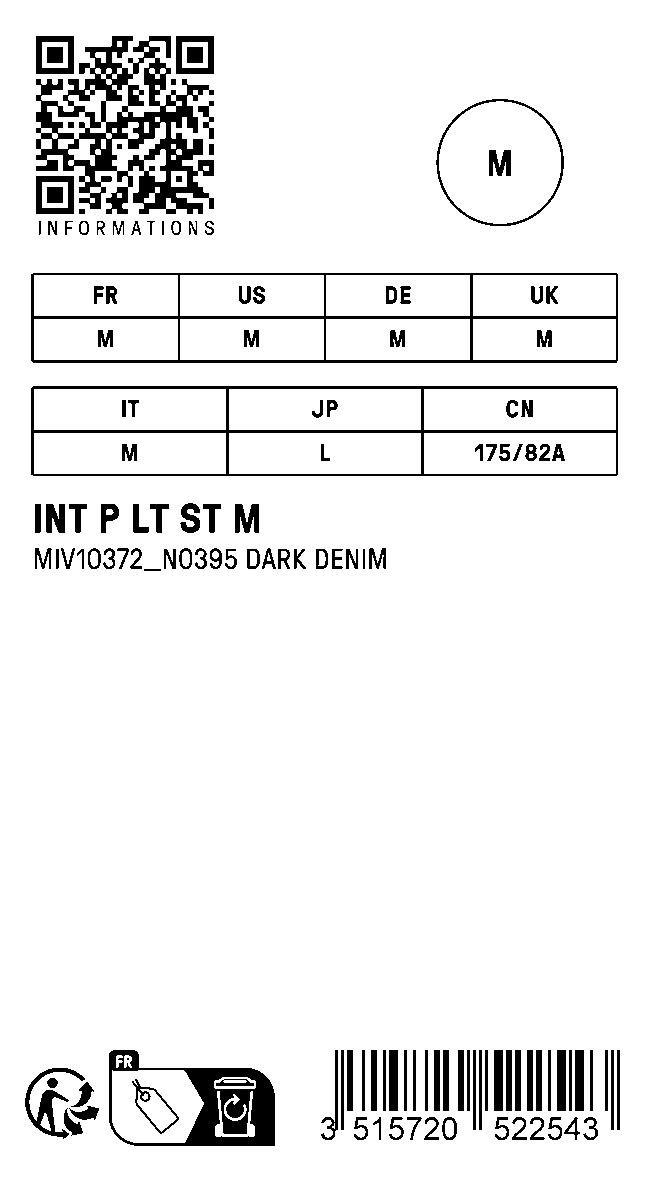 INFORMATIONS
M
FR US DE UK
M M M M
IT JP CN
M L 175/82A
INT P LT ST M
MIV10372_N0395 DARK DENIM
FR
3 515720 522543